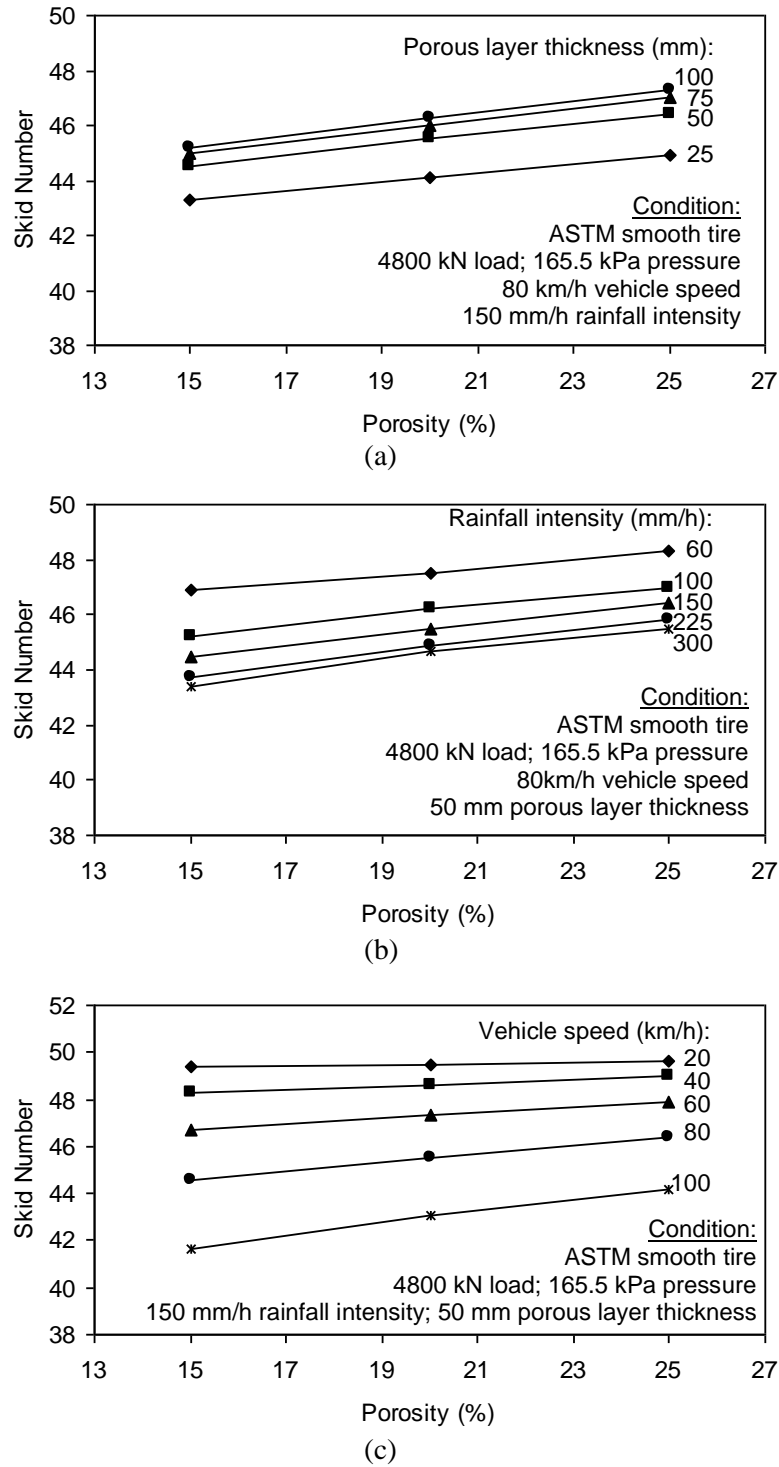 50
Porous layer thickness (mm):
48
100
75
46
50
44
25
Skid Number
Condition:
42
ASTM smooth tire
4800 kN load; 165.5 kPa pressure
40
80 km/h vehicle speed
150 mm/h rainfall intensity
38
13 15 17 19 21 23 25 27
Porosity (%)
(a)
50
Rainfall intensity (mm/h):
48
60
100
46
150
225
44
300
Skid Number
Condition:
42
ASTM smooth tire
4800 kN load; 165.5 kPa pressure
40
80km/h vehicle speed
50 mm porous layer thickness
38
13 15 17 19 21 23 25 27
Porosity (%)
(b)
52
Vehicle speed (km/h):
50
20
40
48
60
46
80
44
100
Skid Number
Condition:
42
ASTM smooth tire
4800 kN load; 165.5 kPa pressure
40
150 mm/h rainfall intensity; 50 mm porous layer thickness
38
13 15 17 19 21 23 25 27
Porosity (%)
(c)